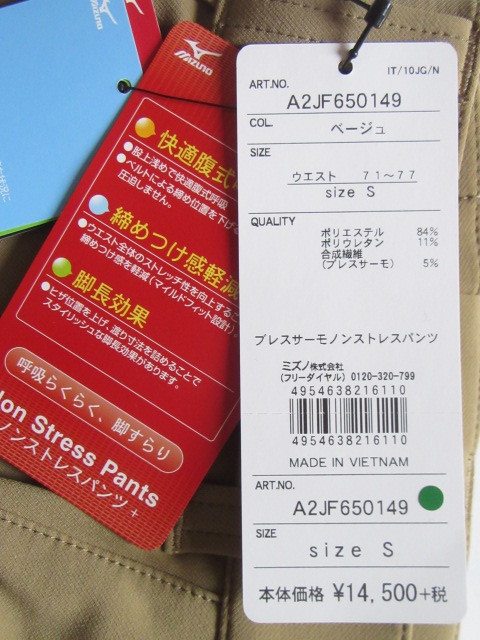 MIZUNO
快適腹式呼
●股上浅めで快適腹式呼吸
●ベルトによる締め位置を下げる
圧迫しません。
締めつけ感軽減
●ウエスト全体のストレッチ性を向上するこ
締めつけ感を軽減(マイルドフィット設計)。
脚長効果
●ヒザ位置を上げ、渡り寸法を詰めることで
スタイリッシュな脚長効果があります。
呼吸らくらく、脚すらり
Non Stress Pants
ノンストレスパンツ+
IT/10JG/N
ART.NO.
A2JF650149
COL.
ベージュ
SIZE
ウエスト 71～77
size S
QUALITY
ポリエステル 84%
ポリウレタン 11%
合成繊維
(ブレスサーモ) 5%
ブレスサーモノンストレスパンツ
ミズノ株式会社
(フリーダイヤル) 0120-320-799
4954638216110
4954638216110
MADE IN VIETNAM
ART.NO.
A2JF650149
SIZE
size S
本体価格 ¥14,500+税